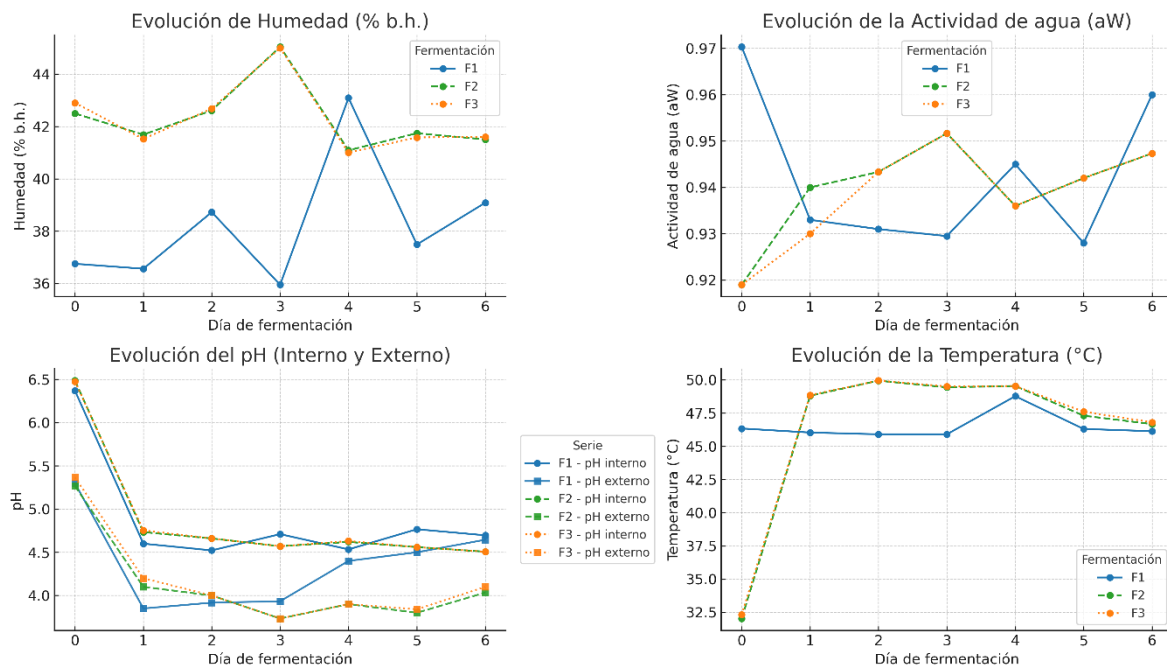 Evolución de Humedad (% b.h.)
Humedad (% b.h.)
44
42
40
38
36
Fermentación
F1
F2
F3
0 1 2 3 4 5 6
Día de fermentación
Evolución de la Actividad de agua (aW)
Actividad de agua (aW)
0.97
0.96
0.95
0.94
0.93
0.92
Fermentación
F1
F2
F3
0 1 2 3 4 5 6
Día de fermentación
Evolución del pH (Interno y Externo)
pH
6.5
6.0
5.5
5.0
4.5
4.0
Serie
F1 - pH interno
F1 - pH externo
F2 - pH interno
F2 - pH externo
F3 - pH interno
F3 - pH externo
0 1 2 3 4 5 6
Día de fermentación
Evolución de la Temperatura (°C)
Temperatura (°C)
50.0
47.5
45.0
42.5
40.0
37.5
35.0
32.5
Fermentación
F1
F2
F3
0 1 2 3 4 5 6
Día de fermentación